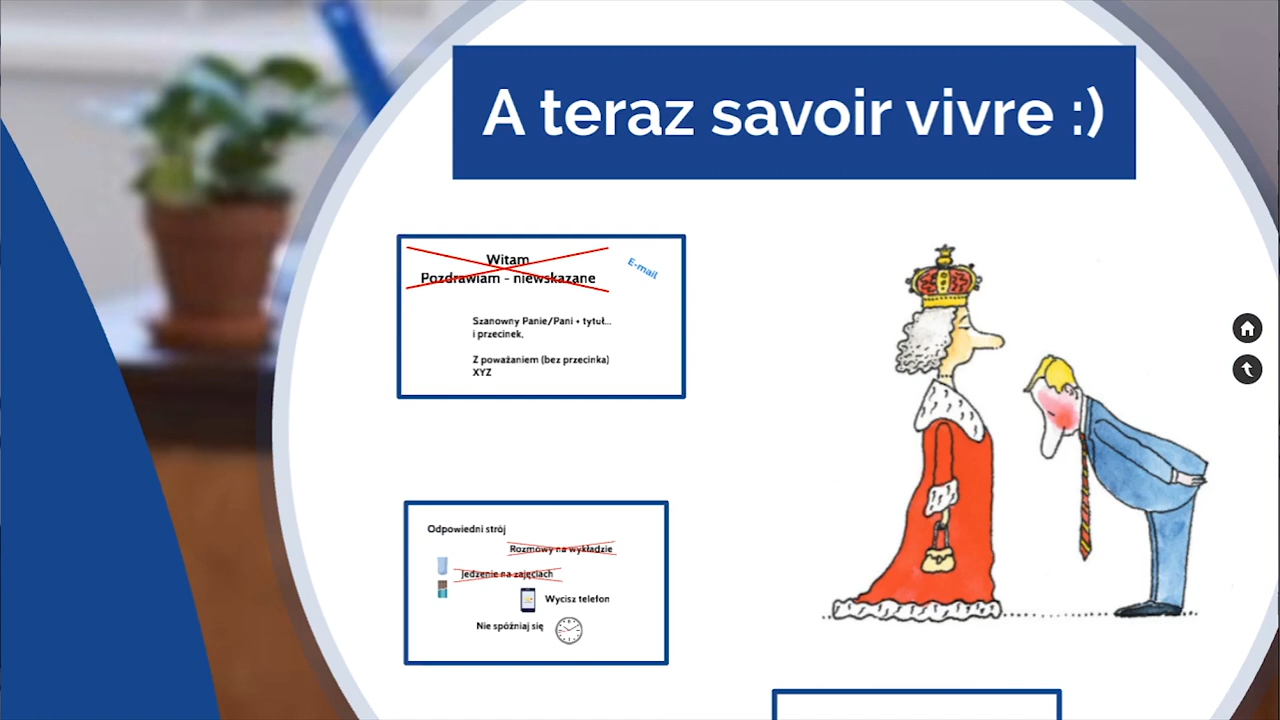 A teraz savoir vivre :)
Witam
Pozdrawiam - niewskazane
E-mail
Szanowny Panie/Pani + tytuł...
i przecinek,
Z poważaniem (bez przecinka)
XYZ
Odpowiedni strój
Rozmowy na wykładzie
Jedzenie na zajęciach
Wycisz telefon
Nie spóźniaj się